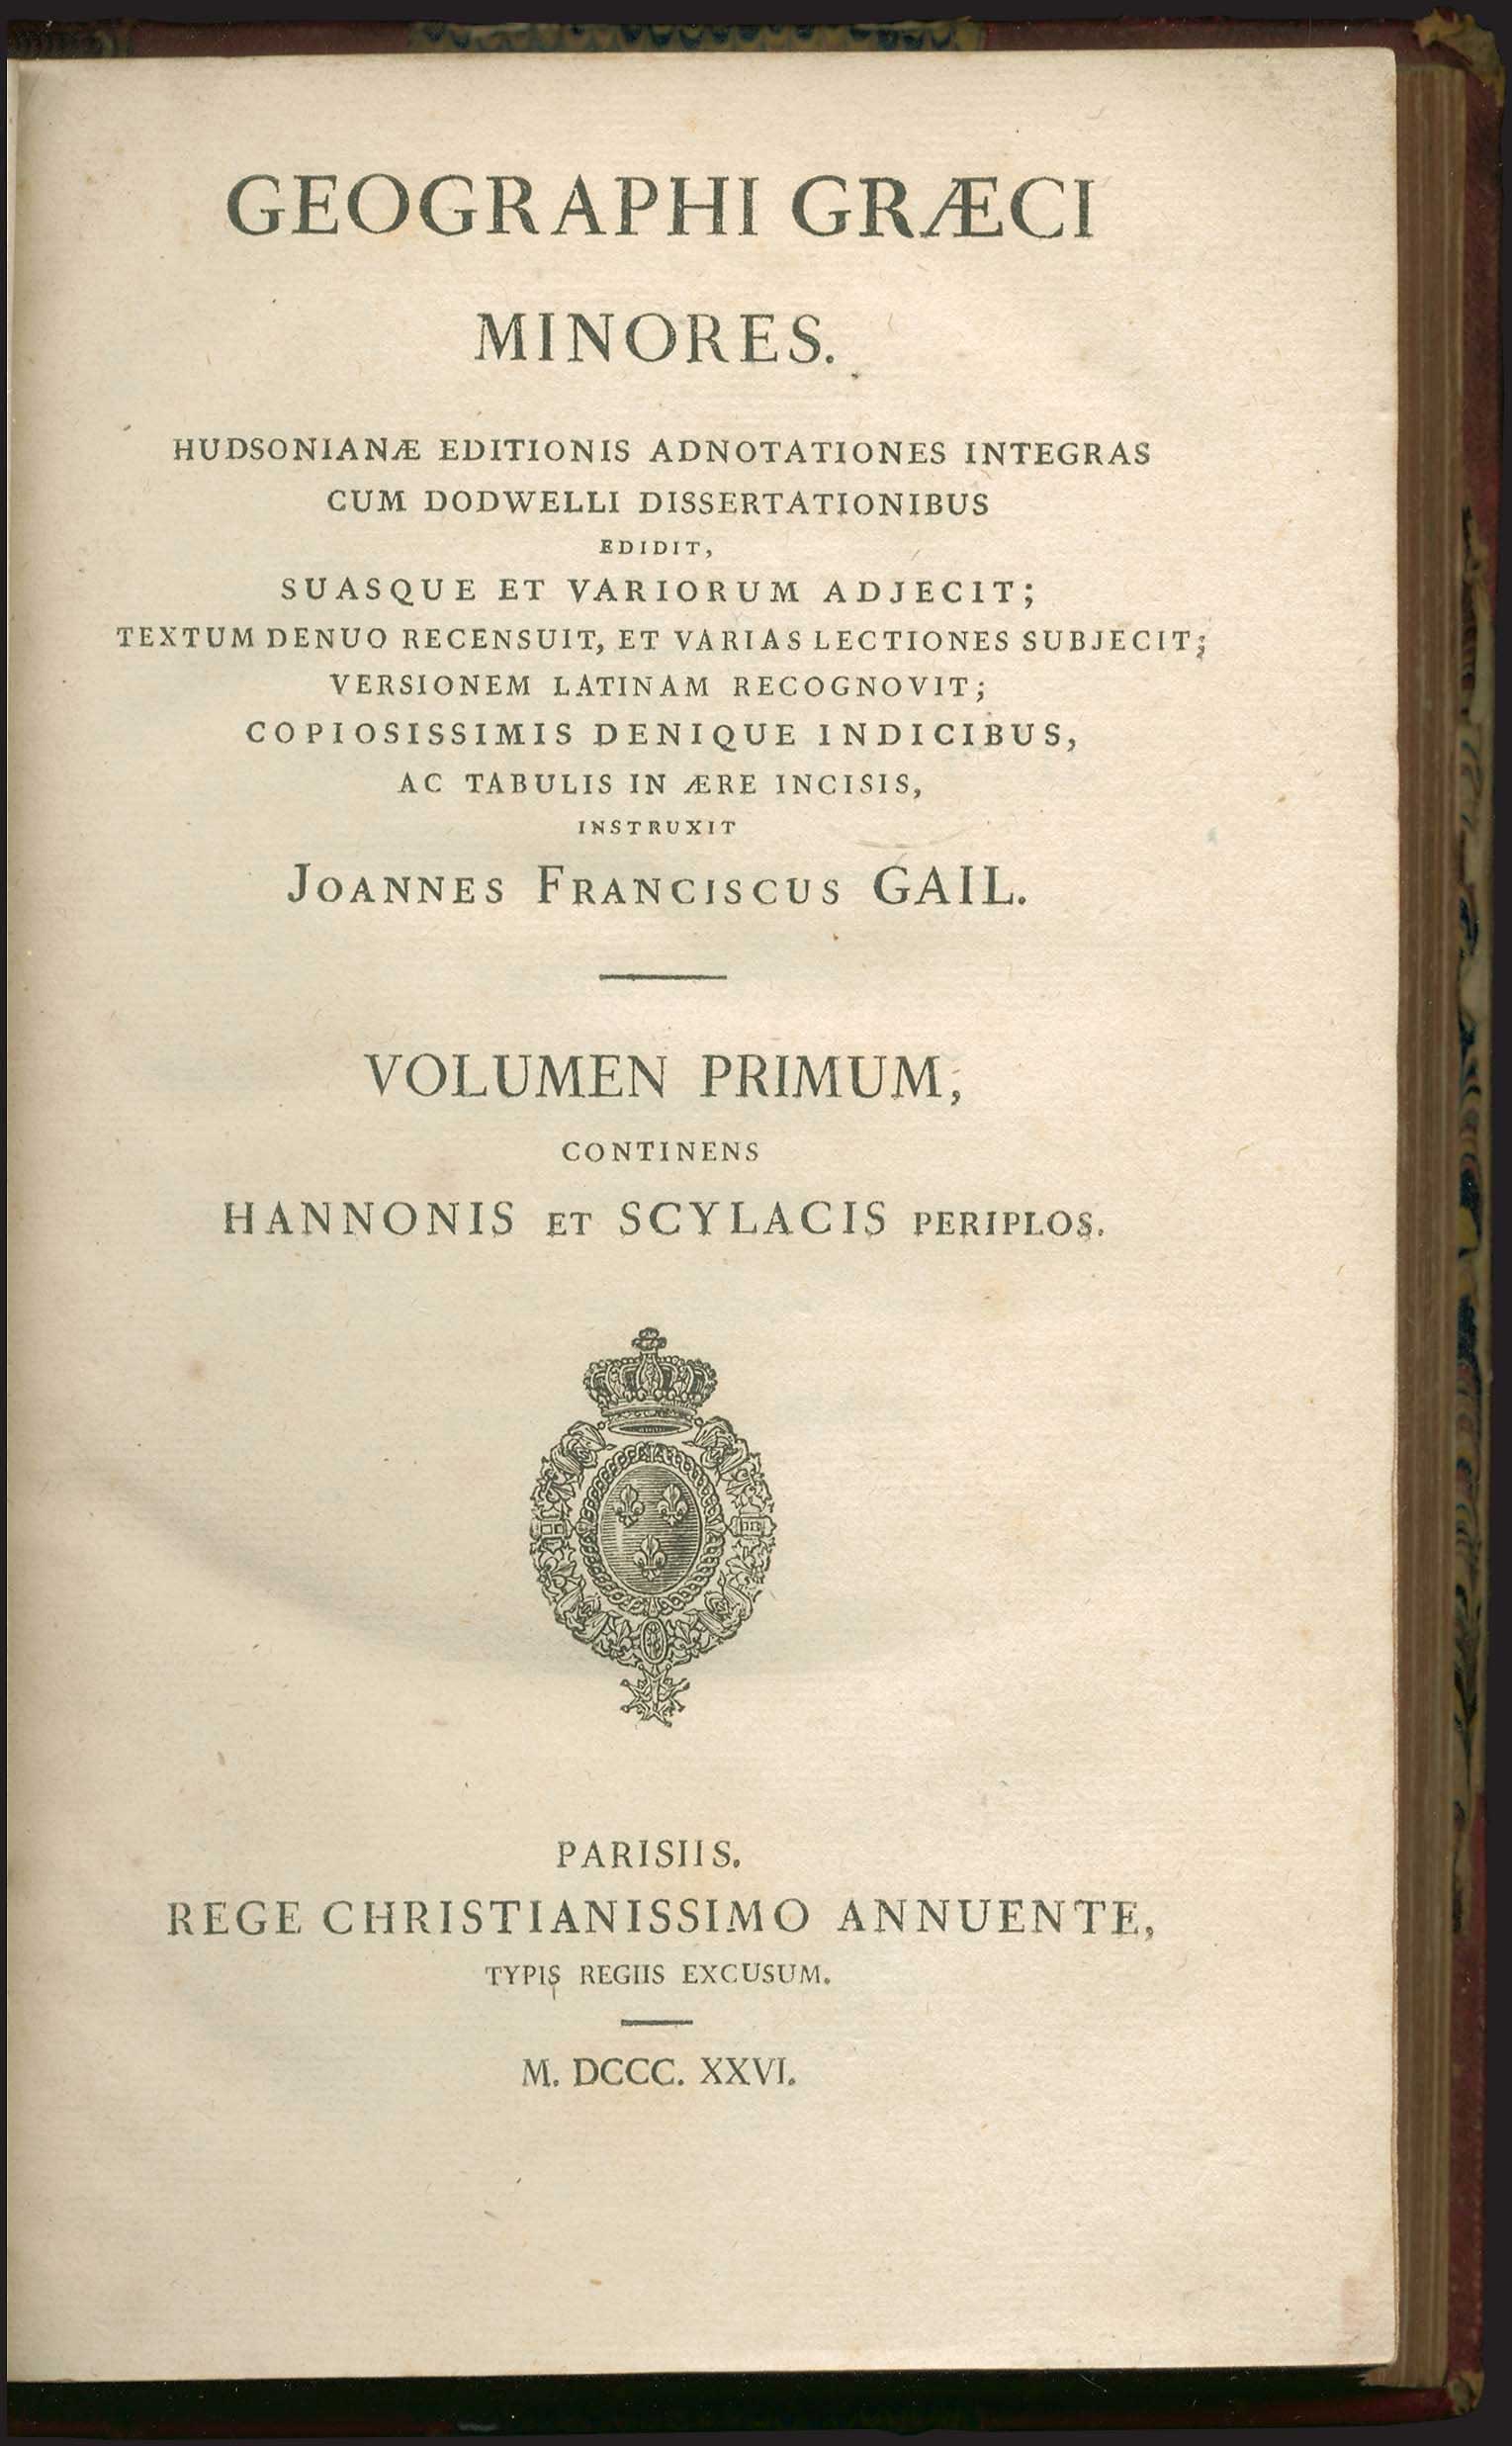 GEOGRAPHI GRÆCI
MINORES.
HUDSONIANÆ EDITIONIS ADNOTATIONES INTEGRAS
CUM DODWELLI DISSERTATIONIBUS
EDIDIT,
SUASQUE ET VARIORUM ADJECIT;
TEXTUM DENUO RECENSUIT, ET VARIAS LECTIONES SUBJECIT;
VERSIONEM LATINAM RECOGNOVIT;
COPIOSISSIMIS DENIQUE INDICIBUS,
AC TABULIS IN ÆRE INCISIS,
INSTRUXIT
JOANNES FRANCISCUS GAIL.
VOLUMEN PRIMUM,
CONTINENS
HANNONIS ET SCYLACIS PERIPLOS.
PARISIIS.
REGE CHRISTIANISSIMO ANNUENTE,
TYPIS REGIIS EXCUSUM.
M. DCCC. XXVI.